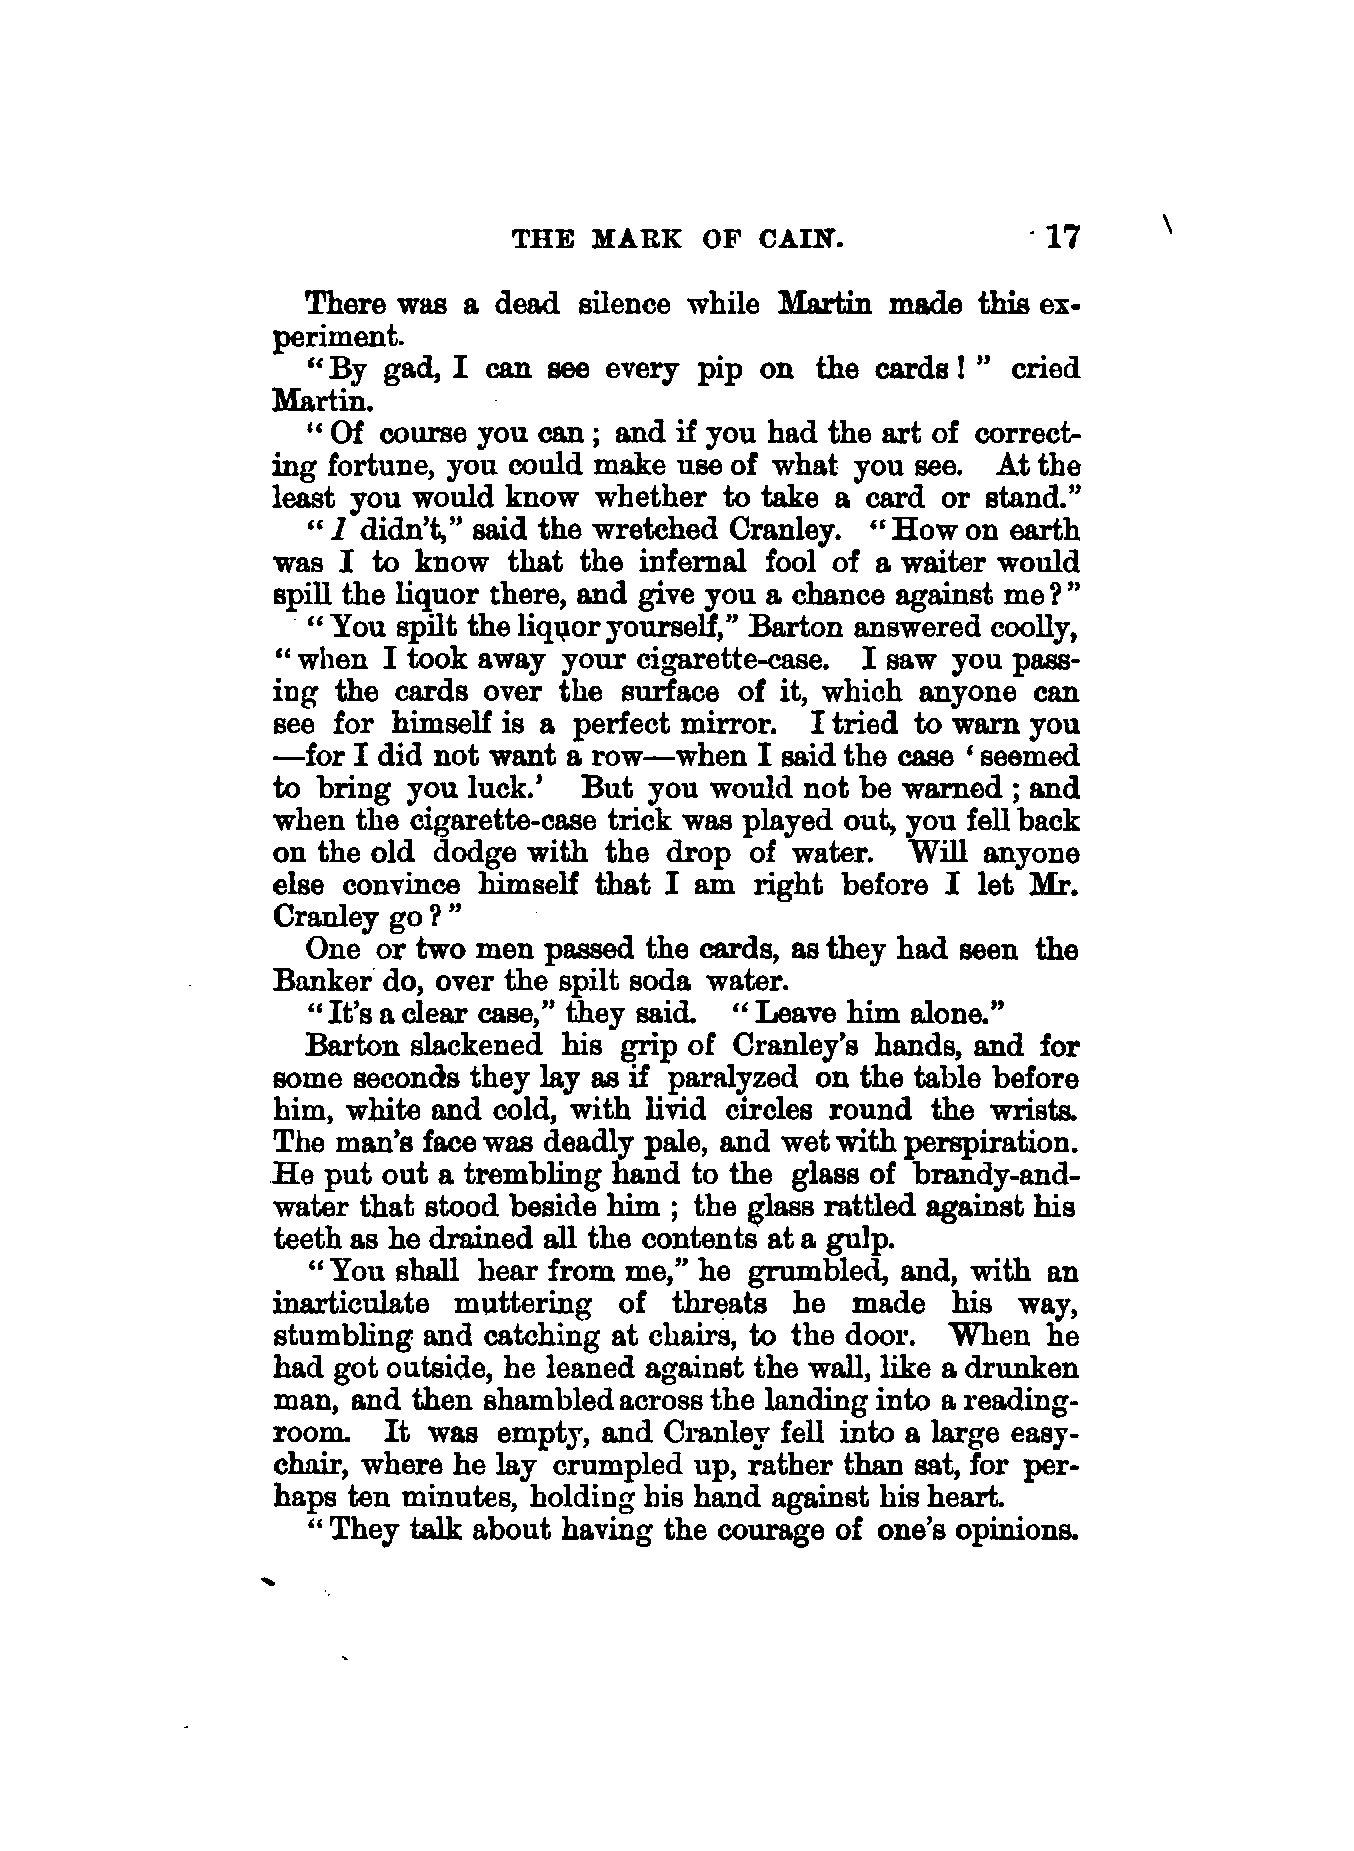 THE MARK OF CAIN. 17
There was a dead silence while Martin made this ex-
periment.
“By gad, I can see every pip on the cards!” cried
Martin.
“Of course you can; and if you had the art of correct-
ing fortune, you could make use of what you see. At the
least you would know whether to take a card or stand.”
“I didn’t,” said the wretched Cranley. “How on earth
was I to know that the infernal fool of a waiter would
spill the liquor there, and give you a chance against me?”
“You spilt the liquor yourself,” Barton answered coolly,
“when I took away your cigarette-case. I saw you pass-
ing the cards over the surface of it, which anyone can
see for himself is a perfect mirror. I tried to warn you
—for I did not want a row—when I said the case ‘seemed
to bring you luck.’ But you would not be warned; and
when the cigarette-case trick was played out, you fell back
on the old dodge with the drop of water. Will anyone
else convince himself that I am right before I let Mr.
Cranley go?”
One or two men passed the cards, as they had seen the
Banker do, over the spilt soda water.
“It’s a clear case,” they said. “Leave him alone.”
Barton slackened his grip of Cranley’s hands, and for
some seconds they lay as if paralyzed on the table before
him, white and cold, with livid circles round the wrists.
The man’s face was deadly pale, and wet with perspiration.
He put out a trembling hand to the glass of brandy-and-
water that stood beside him; the glass rattled against his
teeth as he drained all the contents at a gulp.
“You shall hear from me,” he grumbled, and, with an
inarticulate muttering of threats he made his way,
stumbling and catching at chairs, to the door. When he
had got outside, he leaned against the wall, like a drunken
man, and then shambled across the landing into a reading-
room. It was empty, and Cranley fell into a large easy-
chair, where he lay crumpled up, rather than sat, for per-
haps ten minutes, holding his hand against his heart.
“They talk about having the courage of one’s opinions.